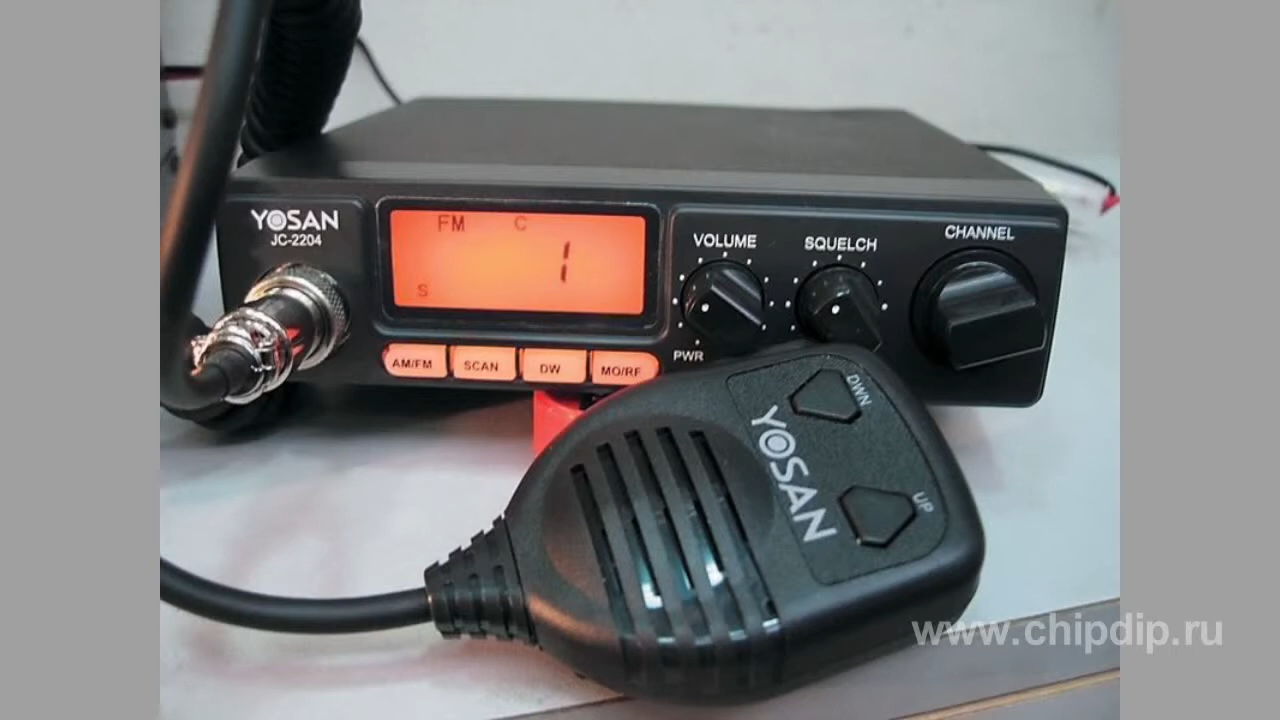 YOSAN
JC-2204
FM C
1
S
AM/FM SCAN DW MO/RF
VOLUME SQUELCH CHANNEL
PWR
DWN
YOSAN
UP
www.chipdip.ru